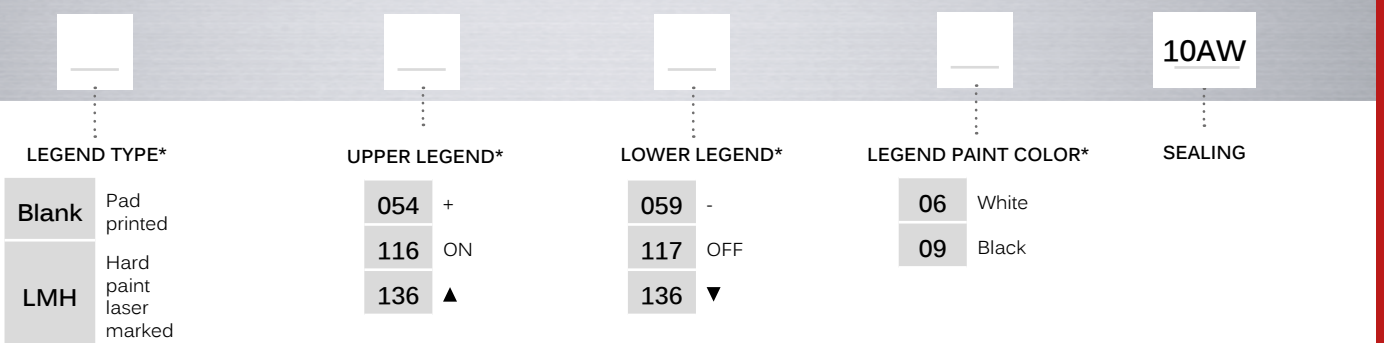 10AW
LEGEND TYPE*
Blank
Pad
printed
LMH
Hard
paint
laser
marked
UPPER LEGEND*
054 +
116 ON
136 ▲
LOWER LEGEND*
059 -
117 OFF
136 ▼
LEGEND PAINT COLOR*
06 White
09 Black
SEALING